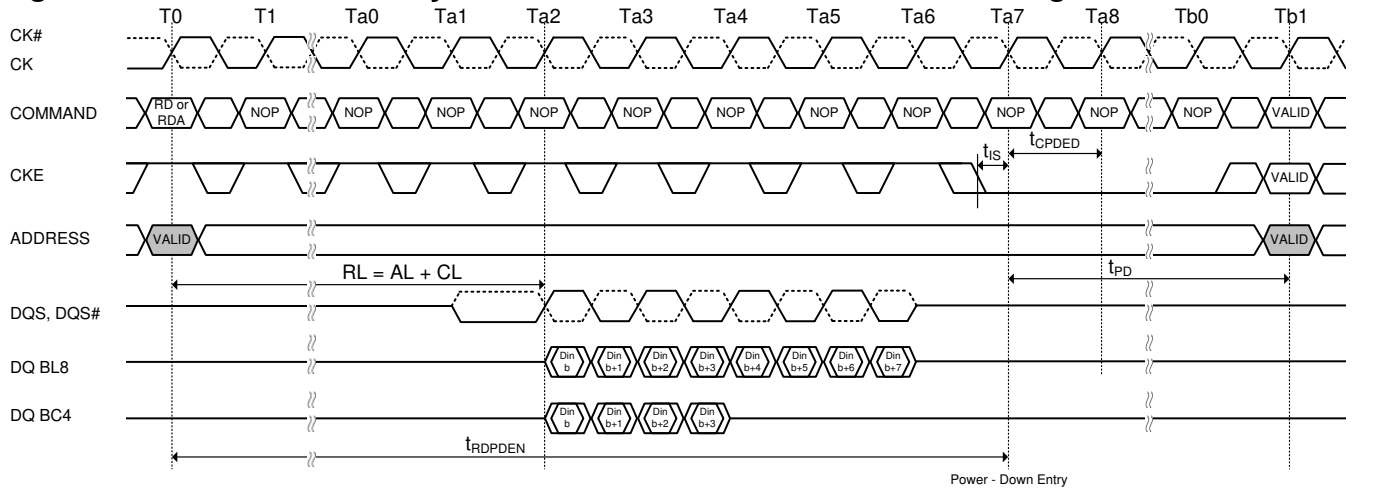 T0 T1 Ta0 Ta1 Ta2 Ta3 Ta4 Ta5 Ta6 Ta7 Ta8 Tb0 Tb1
CK#
CK
COMMAND RD or RDA NOP NOP NOP NOP NOP NOP NOP NOP NOP NOP NOP VALID
tIS tCPDED
CKE VALID
ADDRESS VALID VALID
RL = AL + CL tPD
DQS, DQS#
DQ BL8 Din b Din b+1 Din b+2 Din b+3 Din b+4 Din b+5 Din b+6 Din b+7
DQ BC4 Din b Din b+1 Din b+2 Din b+3
tRDPDEN
Power - Down Entry